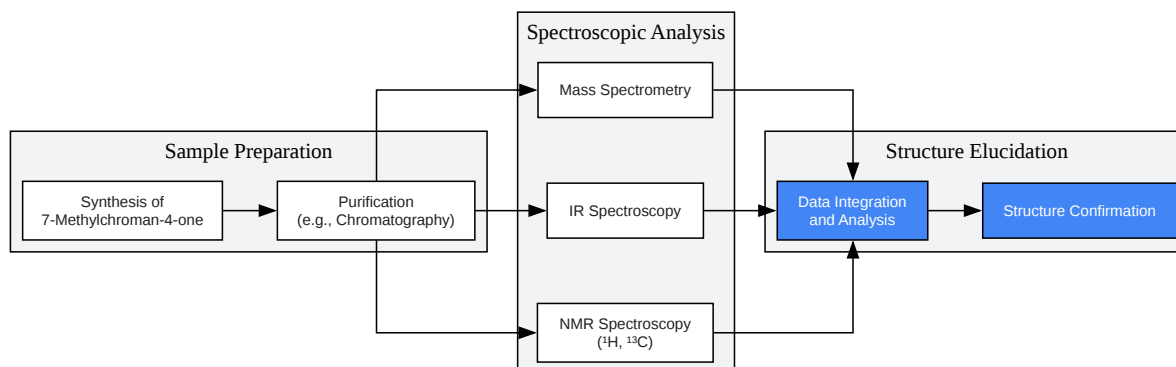 Spectroscopic Analysis
Mass Spectrometry
Sample Preparation
Structure Elucidation
Synthesis of
7-Methylchroman-4-one
Purification
(e.g., Chromatography)
IR Spectroscopy
Data Integration
and Analysis
Structure Confirmation
NMR Spectroscopy
(¹H, ¹³C)